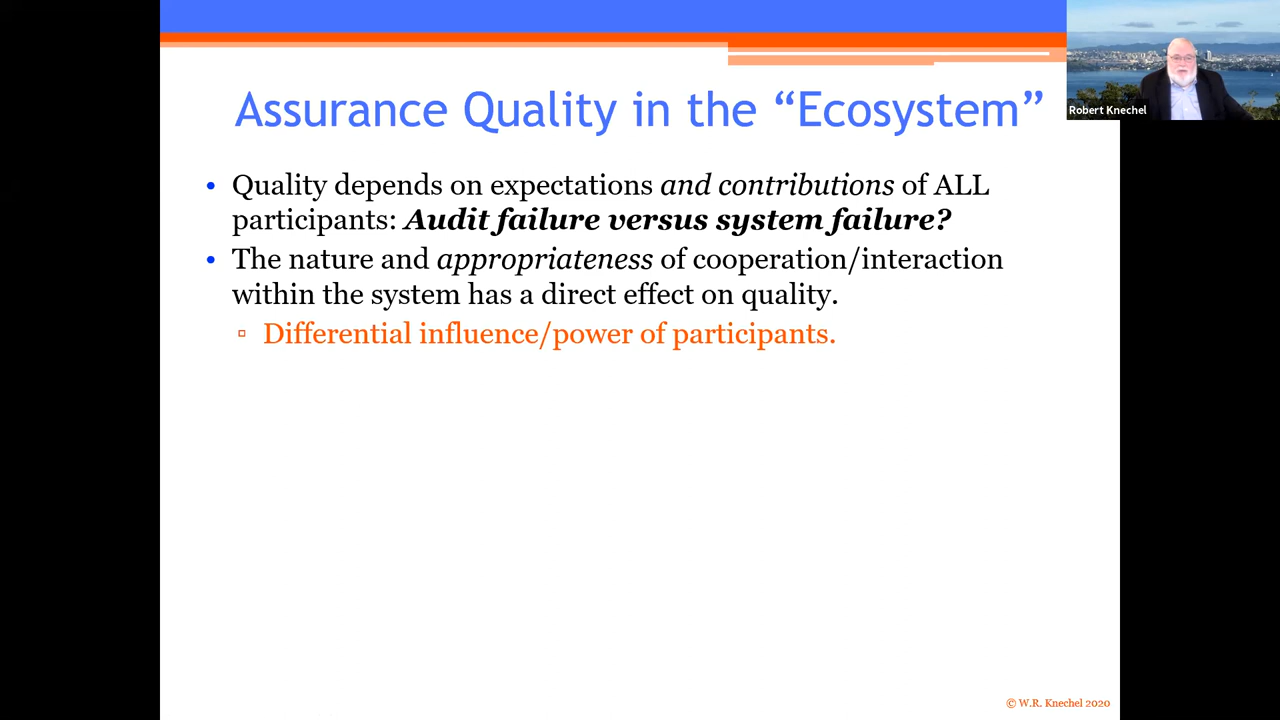 Assurance Quality in the “Ecosystem”
Robert Knechel
• Quality depends on expectations and contributions of ALL
participants: Audit failure versus system failure?
• The nature and appropriateness of cooperation/interaction
within the system has a direct effect on quality.
▫ Differential influence/power of participants.
© W.R. Knechel 2020